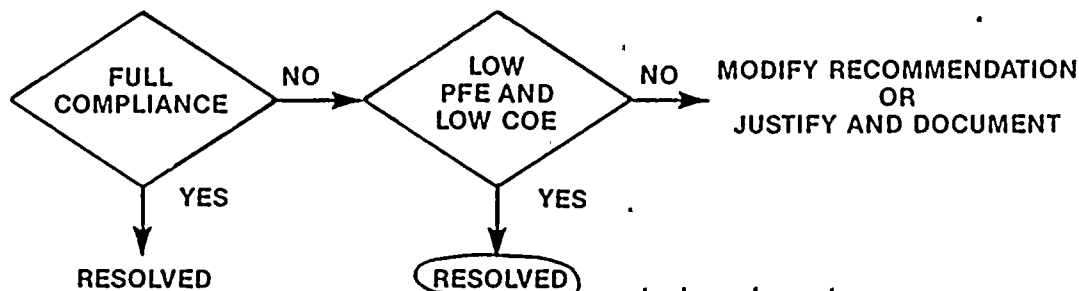 FULL
COMPLIANCE
NO
LOW
PFE AND
LOW COE
NO
MODIFY RECOMMENDATION
OR
JUSTIFY AND DOCUMENT
YES
YES
RESOLVED
RESOLVED